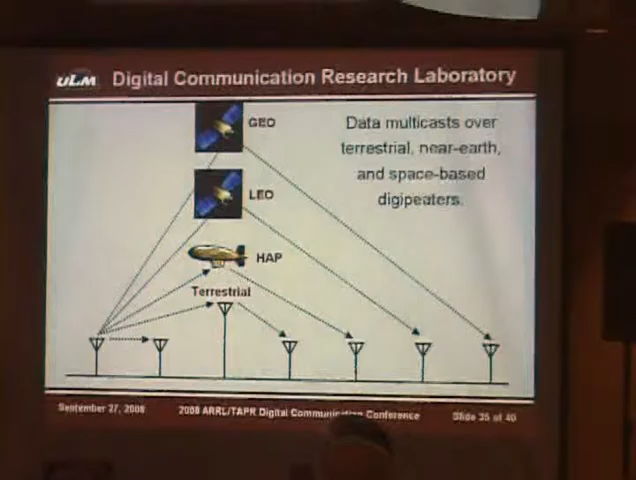 ULM Digital Communication Research Laboratory
GEO
LEO
HAP
Terrestrial
Data multicasts over
terrestrial, near-earth,
and space-based
digipeaters.
September 27, 2008 2008 ARRL/TAPR Digital Communication Conference Slide 35 of 40